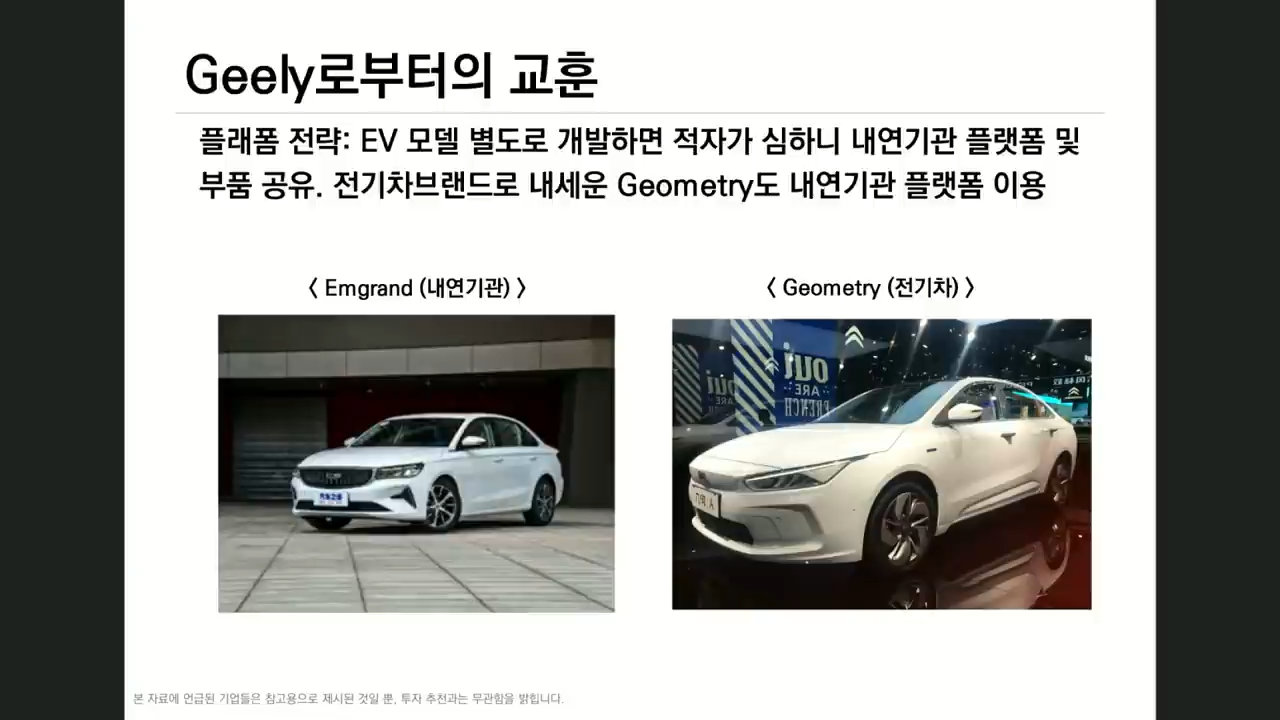 Geely로부터의 교훈
플래폼 전략: EV 모델 별도로 개발하면 적자가 심하니 내연기관 플랫폼 및
부품 공유. 전기차브랜드로 내세운 Geometry도 내연기관 플랫폼 이용
〈 Emgrand (내연기관) 〉
〈 Geometry (전기차) 〉
oui
ARE
FRENCH
几何 A
본 자료에 언급된 기업들은 참고용으로 제시된 것일 뿐, 투자 추천과는 무관함을 밝힙니다.